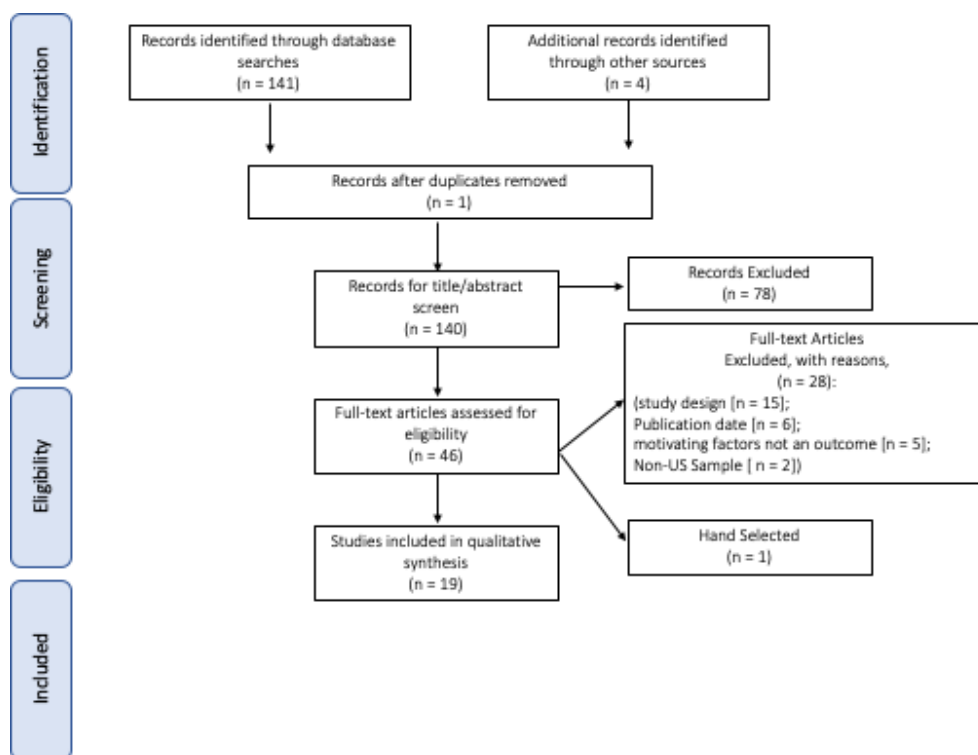 Identification
Records identified through database
searches
(n = 141)
Additional records identified
through other sources
(n = 4)
Records after duplicates removed
(n = 1)
Screening
Records for title/abstract
screen
(n = 140)
Records Excluded
(n = 78)
Full-text Articles
Excluded, with reasons,
(n = 28):
(study design [n = 15];
Publication date [n = 6];
motivating factors not an outcome [n = 5];
Non-US Sample [ n = 2])
Eligibility
Full-text articles assessed for
eligibility
(n = 46)
Hand Selected
(n = 1)
Studies included in qualitative
synthesis
(n = 19)
Included